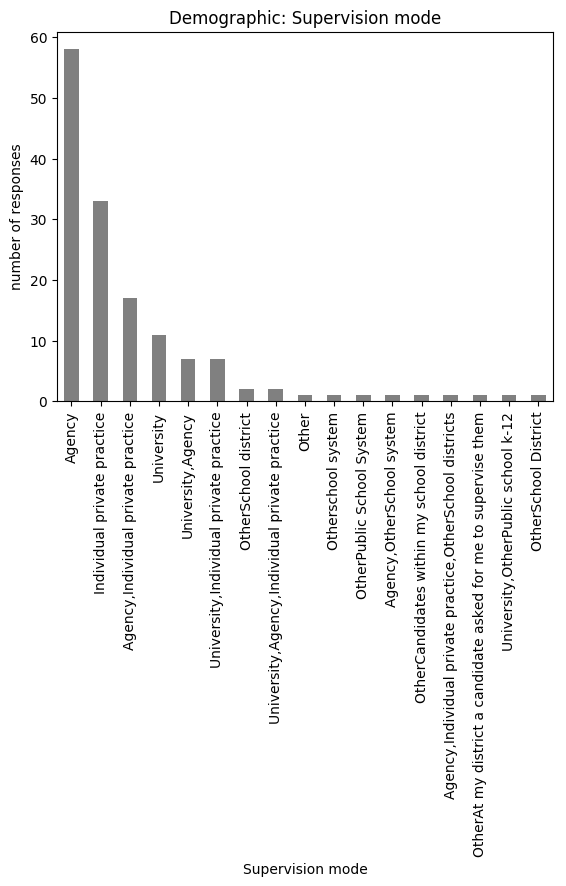 Demographic: Supervision mode
number of responses
60
50
40
30
20
10
0
Agency
Individual private practice
Agency,Individual private practice
University
University,Agency
University,Individual private practice
OtherSchool district
University,Agency,Individual private practice
Other
Otherschool system
OtherPublic School System
Agency,OtherSchool system
OtherCandidates within my school district
Agency,Individual private practice,OtherSchool districts
OtherAt my district a candidate asked for me to supervise them
University,OtherPublic school k-12
OtherSchool District
Supervision mode